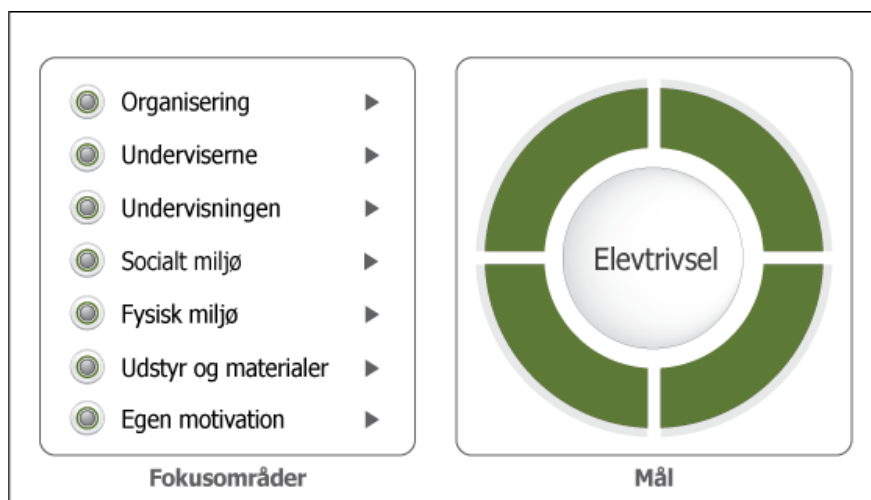 Organisering
Underviserne
Undervisningen
Socialt miljø
Fysisk miljø
Udstyr og materialer
Egen motivation
Fokusområder
Elevtrivsel
Mål